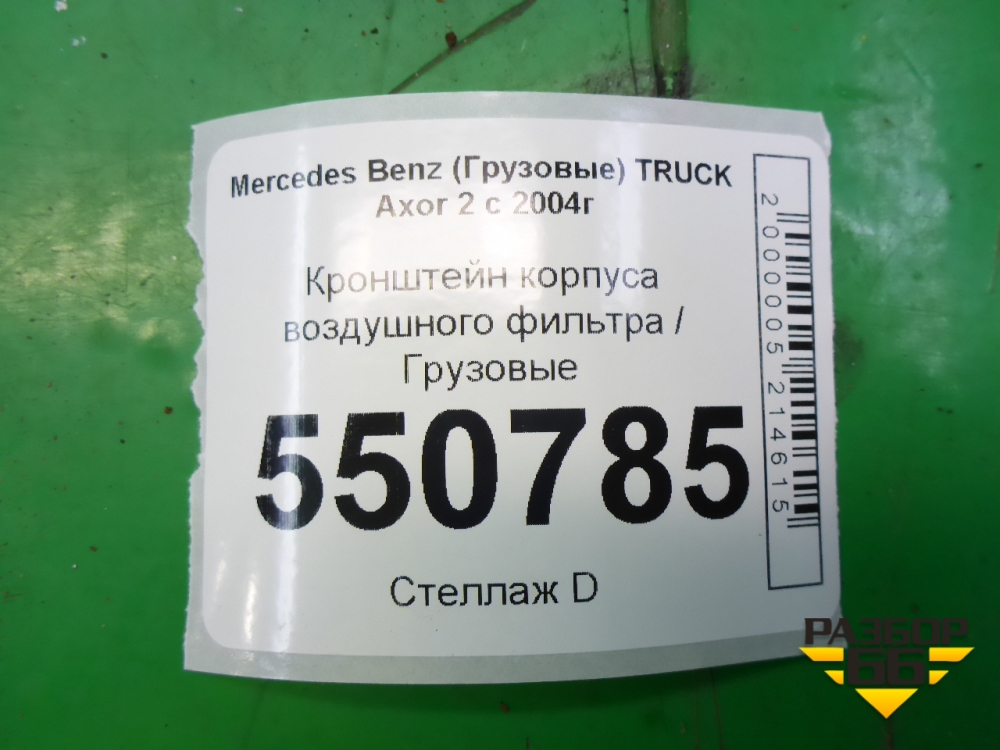 Mercedes Benz (Грузовые) TRUCK
Axor 2 с 2004г
Кронштейн корпуса
воздушного фильтра /
Грузовые
550785
Стеллаж D
2000005214615
РАЗБОР
66